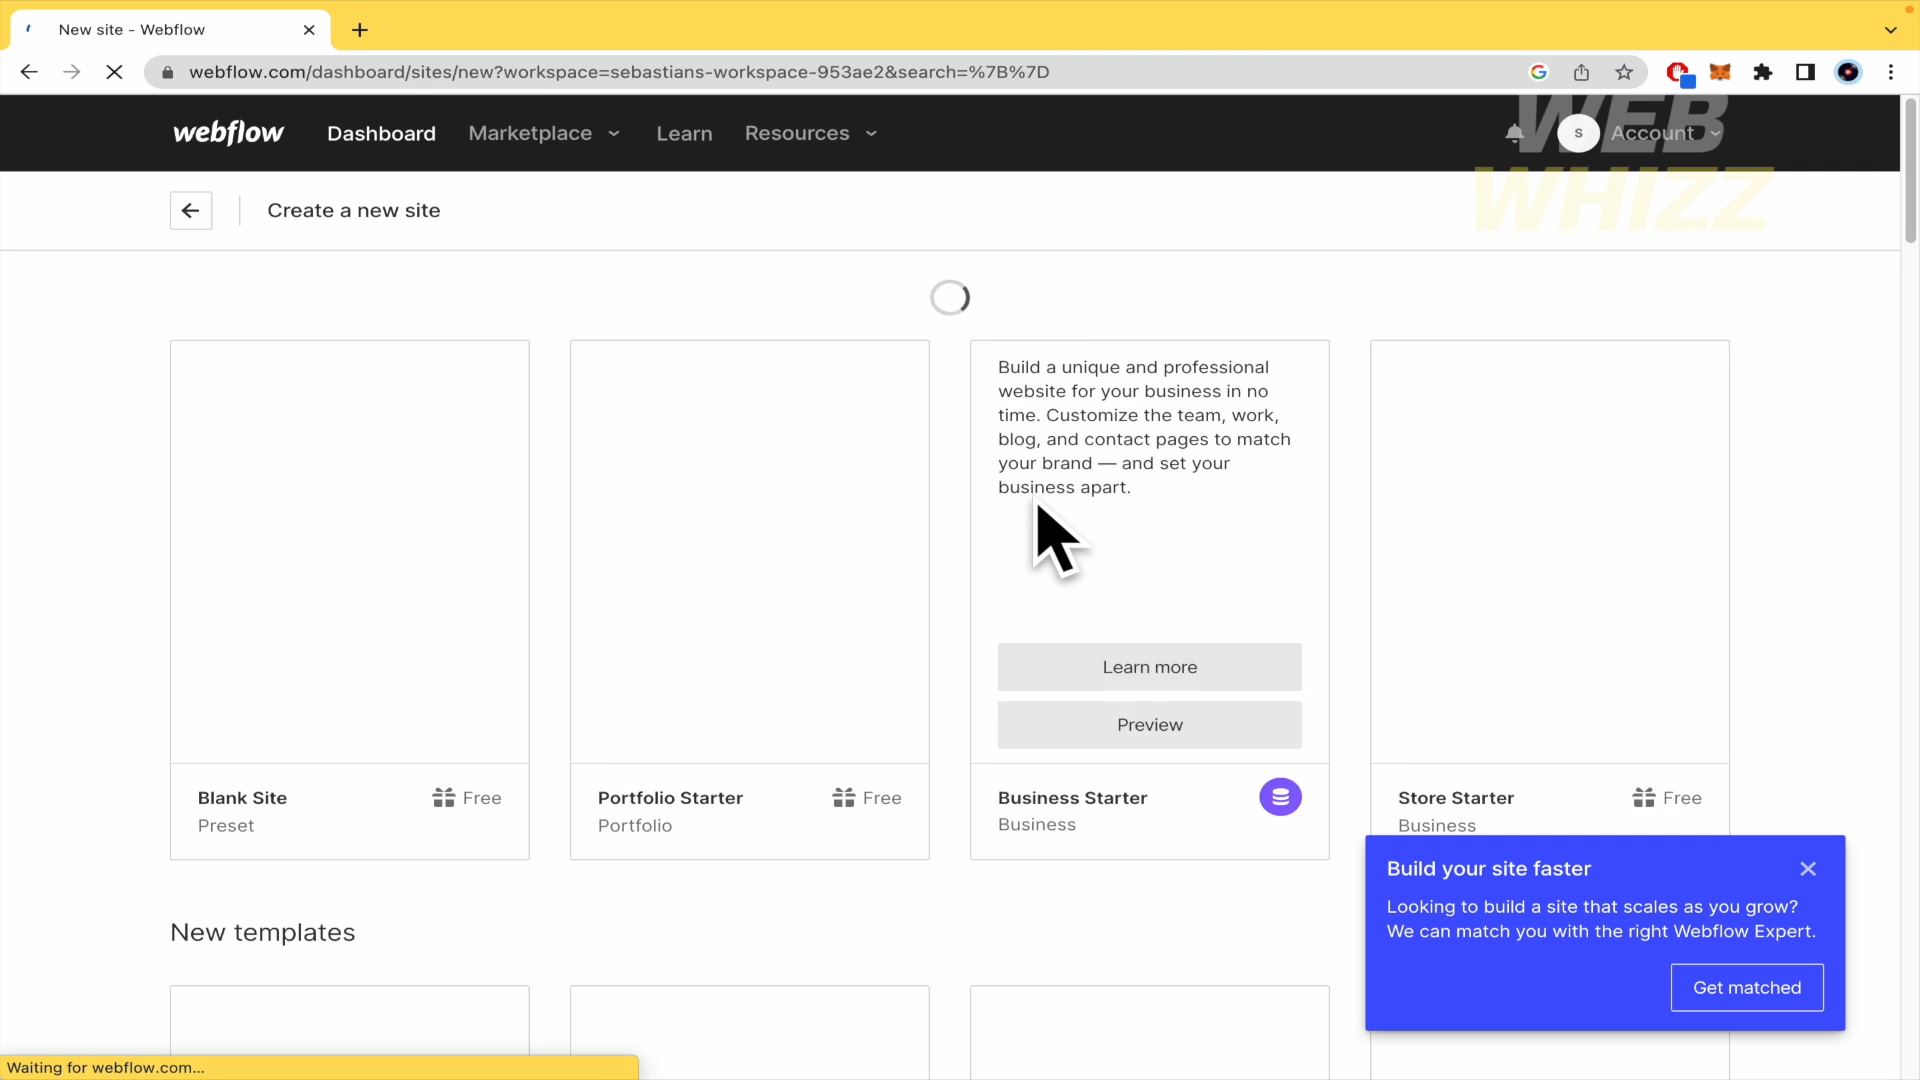 New site - Webflow
webflow.com/dashboard/sites/new?workspace=sebastians-workspace-953ae2&search=%7B%7D
webflow Dashboard Marketplace Learn Resources S Account
WEB
WHIZZ
Create a new site
Build a unique and professional
website for your business in no
time. Customize the team, work,
blog, and contact pages to match
your brand — and set your
business apart.
Learn more
Preview
Blank Site Free
Preset
Portfolio Starter Free
Portfolio
Business Starter
Business
Store Starter Free
Business
Build your site faster
Looking to build a site that scales as you grow?
We can match you with the right Webflow Expert.
Get matched
New templates
Waiting for webflow.com...